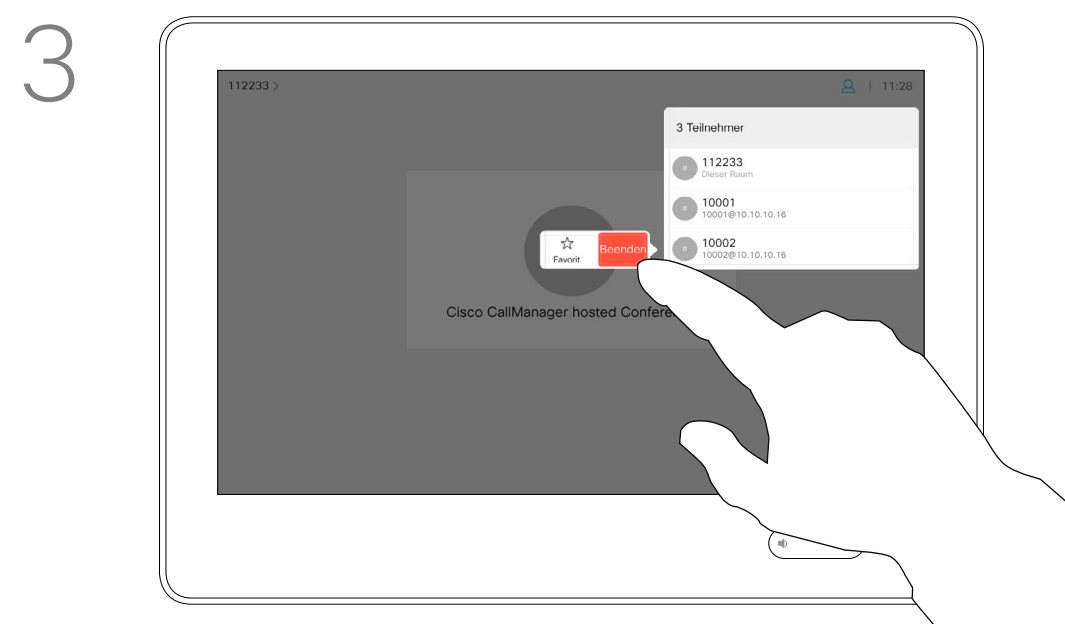 3
112233 >
11:28
3 Teilnehmer
# 112233
Dieser Raum
# 10001
10001@10.10.10.16
# 10002
10002@10.10.10.16
Favorit
Beenden
Cisco CallManager hosted